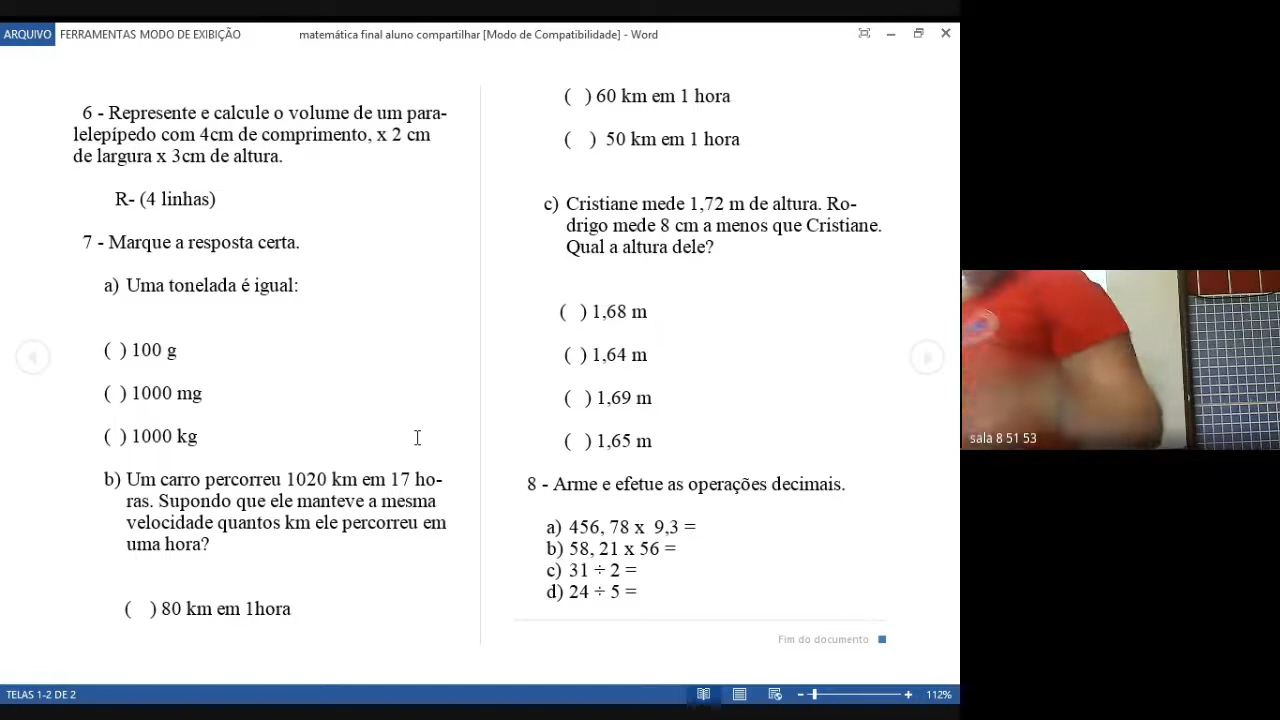 ARQUIVO FERRAMENTAS MODO DE EXIBIÇÃO
matemática final aluno compartilhar [Modo de Compatibilidade] - Word
6 - Represente e calcule o volume de um para-
lelepípedo com 4cm de comprimento, x 2 cm
de largura x 3cm de altura.
R- (4 linhas)
7 - Marque a resposta certa.
a) Uma tonelada é igual:
( ) 100 g
( ) 1000 mg
( ) 1000 kg
b) Um carro percorreu 1020 km em 17 ho-
ras. Supondo que ele manteve a mesma
velocidade quantos km ele percorreu em
uma hora?
( ) 80 km em 1hora
( ) 60 km em 1 hora
( ) 50 km em 1 hora
c) Cristiane mede 1,72 m de altura. Ro-
drigo mede 8 cm a menos que Cristiane.
Qual a altura dele?
( ) 1,68 m
( ) 1,64 m
( ) 1,69 m
( ) 1,65 m
8 - Arme e efetue as operações decimais.
a) 456, 78 x 9,3 =
b) 58, 21 x 56 =
c) 31 ÷ 2 =
d) 24 ÷ 5 =
Fim do documento
sala 8 51 53
TELAS 1-2 DE 2
112%